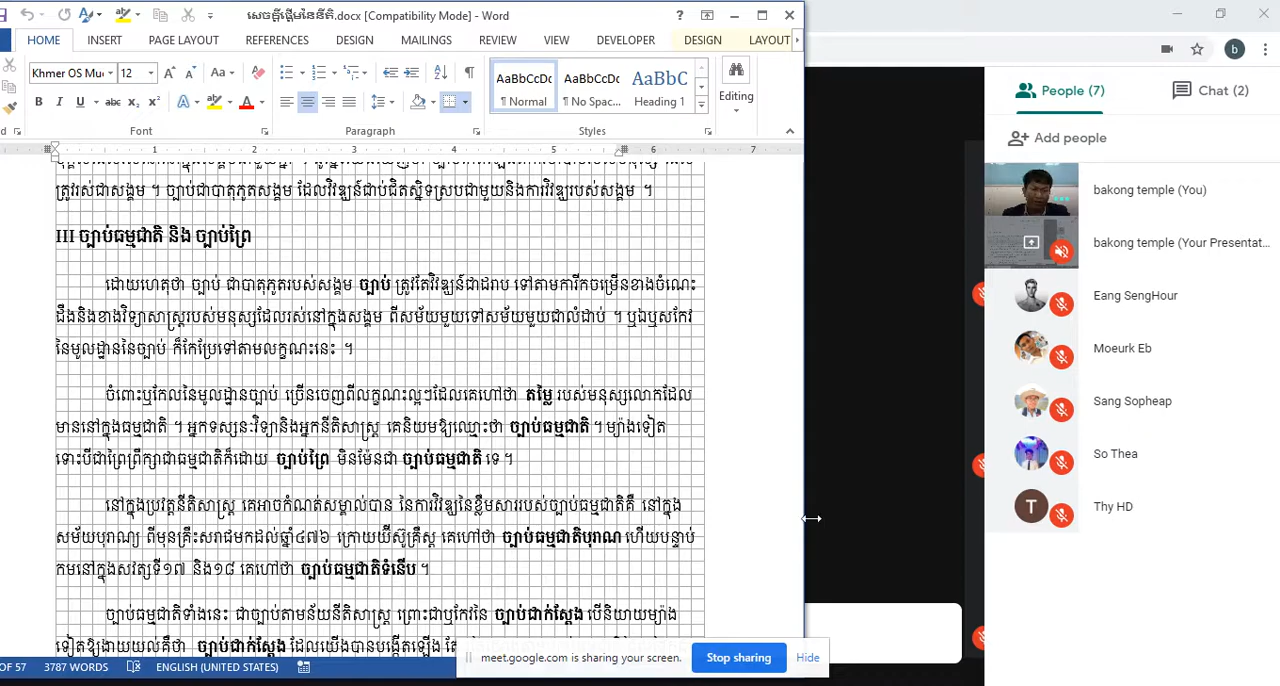 សេចក្តីផ្តើមនៃនីតិ.docx [Compatibility Mode] - Word
HOME INSERT PAGE LAYOUT REFERENCES DESIGN MAILINGS REVIEW VIEW DEVELOPER DESIGN LAYOUT
Khmer OS Mu 12
AaBbCcDc AaBbCcDc AaBbC
¶ Normal ¶ No Spac... Heading 1
Editing
Font Paragraph Styles
1 2 3 4 5 6 7
ត្រូវរស់ជាសង្គម ។ ច្បាប់ជាបាតុភូតសង្គម ដែលវិវឌ្ឍន៍ជាប់ជិតស្និទ្ធស្របជាមួយនិងការវិវឌ្ឍរបស់សង្គម ។
III ច្បាប់ធម្មជាតិ និង ច្បាប់ព្រៃ
ដោយហេតុថា ច្បាប់ ជាបាតុភូតរបស់សង្គម ច្បាប់ ត្រូវតែវិវឌ្ឍន៍ជាដរាប ទៅតាមការីកចម្រើនខាងចំណេះ
ដឹងនិងខាងវិទ្យាសាស្ត្ររបស់មនុស្សដែលរស់នៅក្នុងសង្គម ពីសម័យមួយទៅសម័យមួយជាលំដាប់ ។ ឬឯឬសកែវ
នៃមូលដ្ឋាននៃច្បាប់ ក៏កែប្រែទៅតាមលក្ខណះនេះ ។
ចំពោះឬកែលនៃមូលដ្ឋានច្បាប់ ច្រើនចេញពីលក្ខណះល្អៗដែលគេហៅថា តម្លៃ របស់មនុស្សលោកដែល
មាននៅក្នុងធម្មជាតិ ។ អ្នកទស្សនៈវិទ្យានិងអ្នកនីតិសាស្ត្រ គេនិយមឱ្យឈ្មោះថា ច្បាប់ធម្មជាតិ ។ ម្យ៉ាងទៀត
ទោះបីជាព្រៃព្រឹក្សាជាធម្មជាតិក៏ដោយ ច្បាប់ព្រៃ មិនមែនជា ច្បាប់ធម្មជាតិ ទេ ។
នៅក្នុងប្រវត្តនីតិសាស្ត្រ គេអាចកំណត់សម្គាល់បាន នៃការវិវឌ្ឍនៃខ្លឹមសាររបស់ច្បាប់ធម្មជាតិគឺ នៅក្នុង
សម័យបុរាណ្យ ពីមុនគ្រឹះសរាជមកដល់ឆ្នាំ៤៧៦ ក្រោយយ៉ីស៊ូគ្រឹស្ត គេហៅថា ច្បាប់ធម្មជាតិបុរាណ ហើយបន្ទាប់
កមនៅក្នុងសវត្យទី១៧ និង១៨ គេហៅថា ច្បាប់ធម្មជាតិទំនើប ។
ច្បាប់ធម្មជាតិទាំងនេះ ជាច្បាប់តាមន័យនីតិសាស្ត្រ ព្រោះជាឬកែវនៃ ច្បាប់ជាក់ស្តែង បើនិយាយម្យ៉ាង
ទៀតឱ្យងាយយល់គឺថា ច្បាប់ជាក់ស្តែង ដែលយើងបានបង្កើតឡើង
OF 57 3787 WORDS ENGLISH (UNITED STATES)
meet.google.com is sharing your screen. Stop sharing Hide
b
People (7) Chat (2)
Add people
bakong temple (You)
bakong temple (Your Presentat...
Eang SengHour
Moeurk Eb
Sang Sopheap
So Thea
T Thy HD